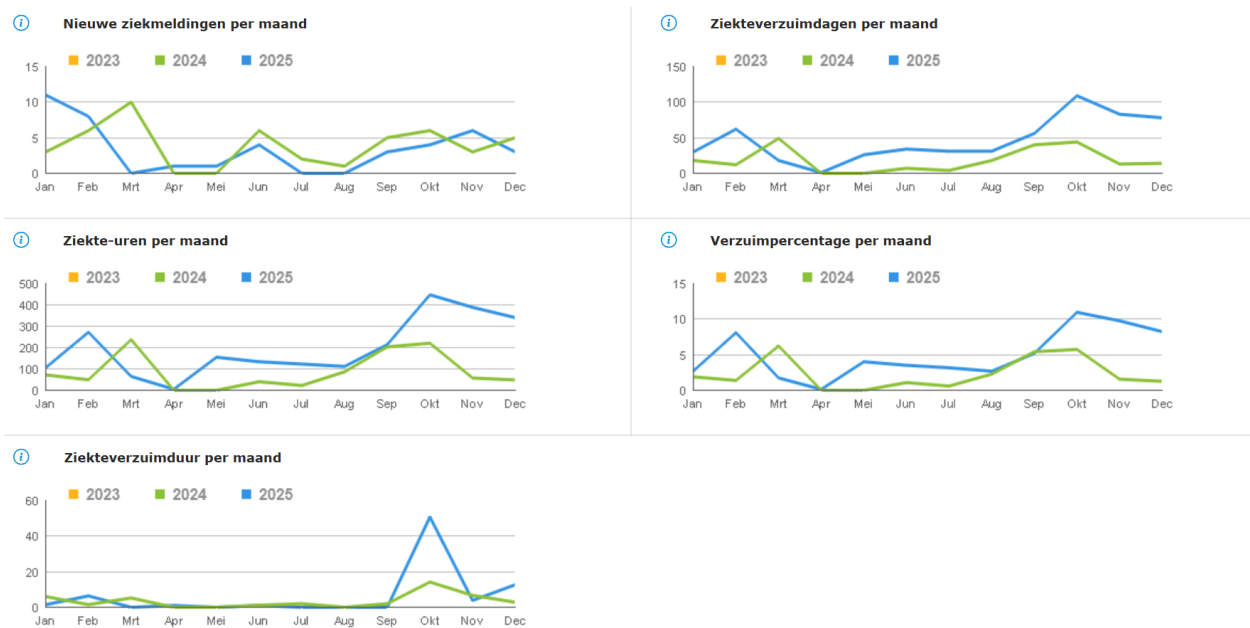 Nieuwe ziekmeldingen per maand
2023 2024 2025
15
10
5
0
Jan Feb Mrt Apr Mei Jun Jul Aug Sep Okt Nov Dec
Ziekteverzuimdagen per maand
2023 2024 2025
150
100
50
0
Jan Feb Mrt Apr Mei Jun Jul Aug Sep Okt Nov Dec
Ziekte-uren per maand
2023 2024 2025
500
400
300
200
100
0
Jan Feb Mrt Apr Mei Jun Jul Aug Sep Okt Nov Dec
Verzuimpercentage per maand
2023 2024 2025
15
10
5
0
Jan Feb Mrt Apr Mei Jun Jul Aug Sep Okt Nov Dec
Ziekteverzuimduur per maand
2023 2024 2025
60
40
20
0
Jan Feb Mrt Apr Mei Jun Jul Aug Sep Okt Nov Dec